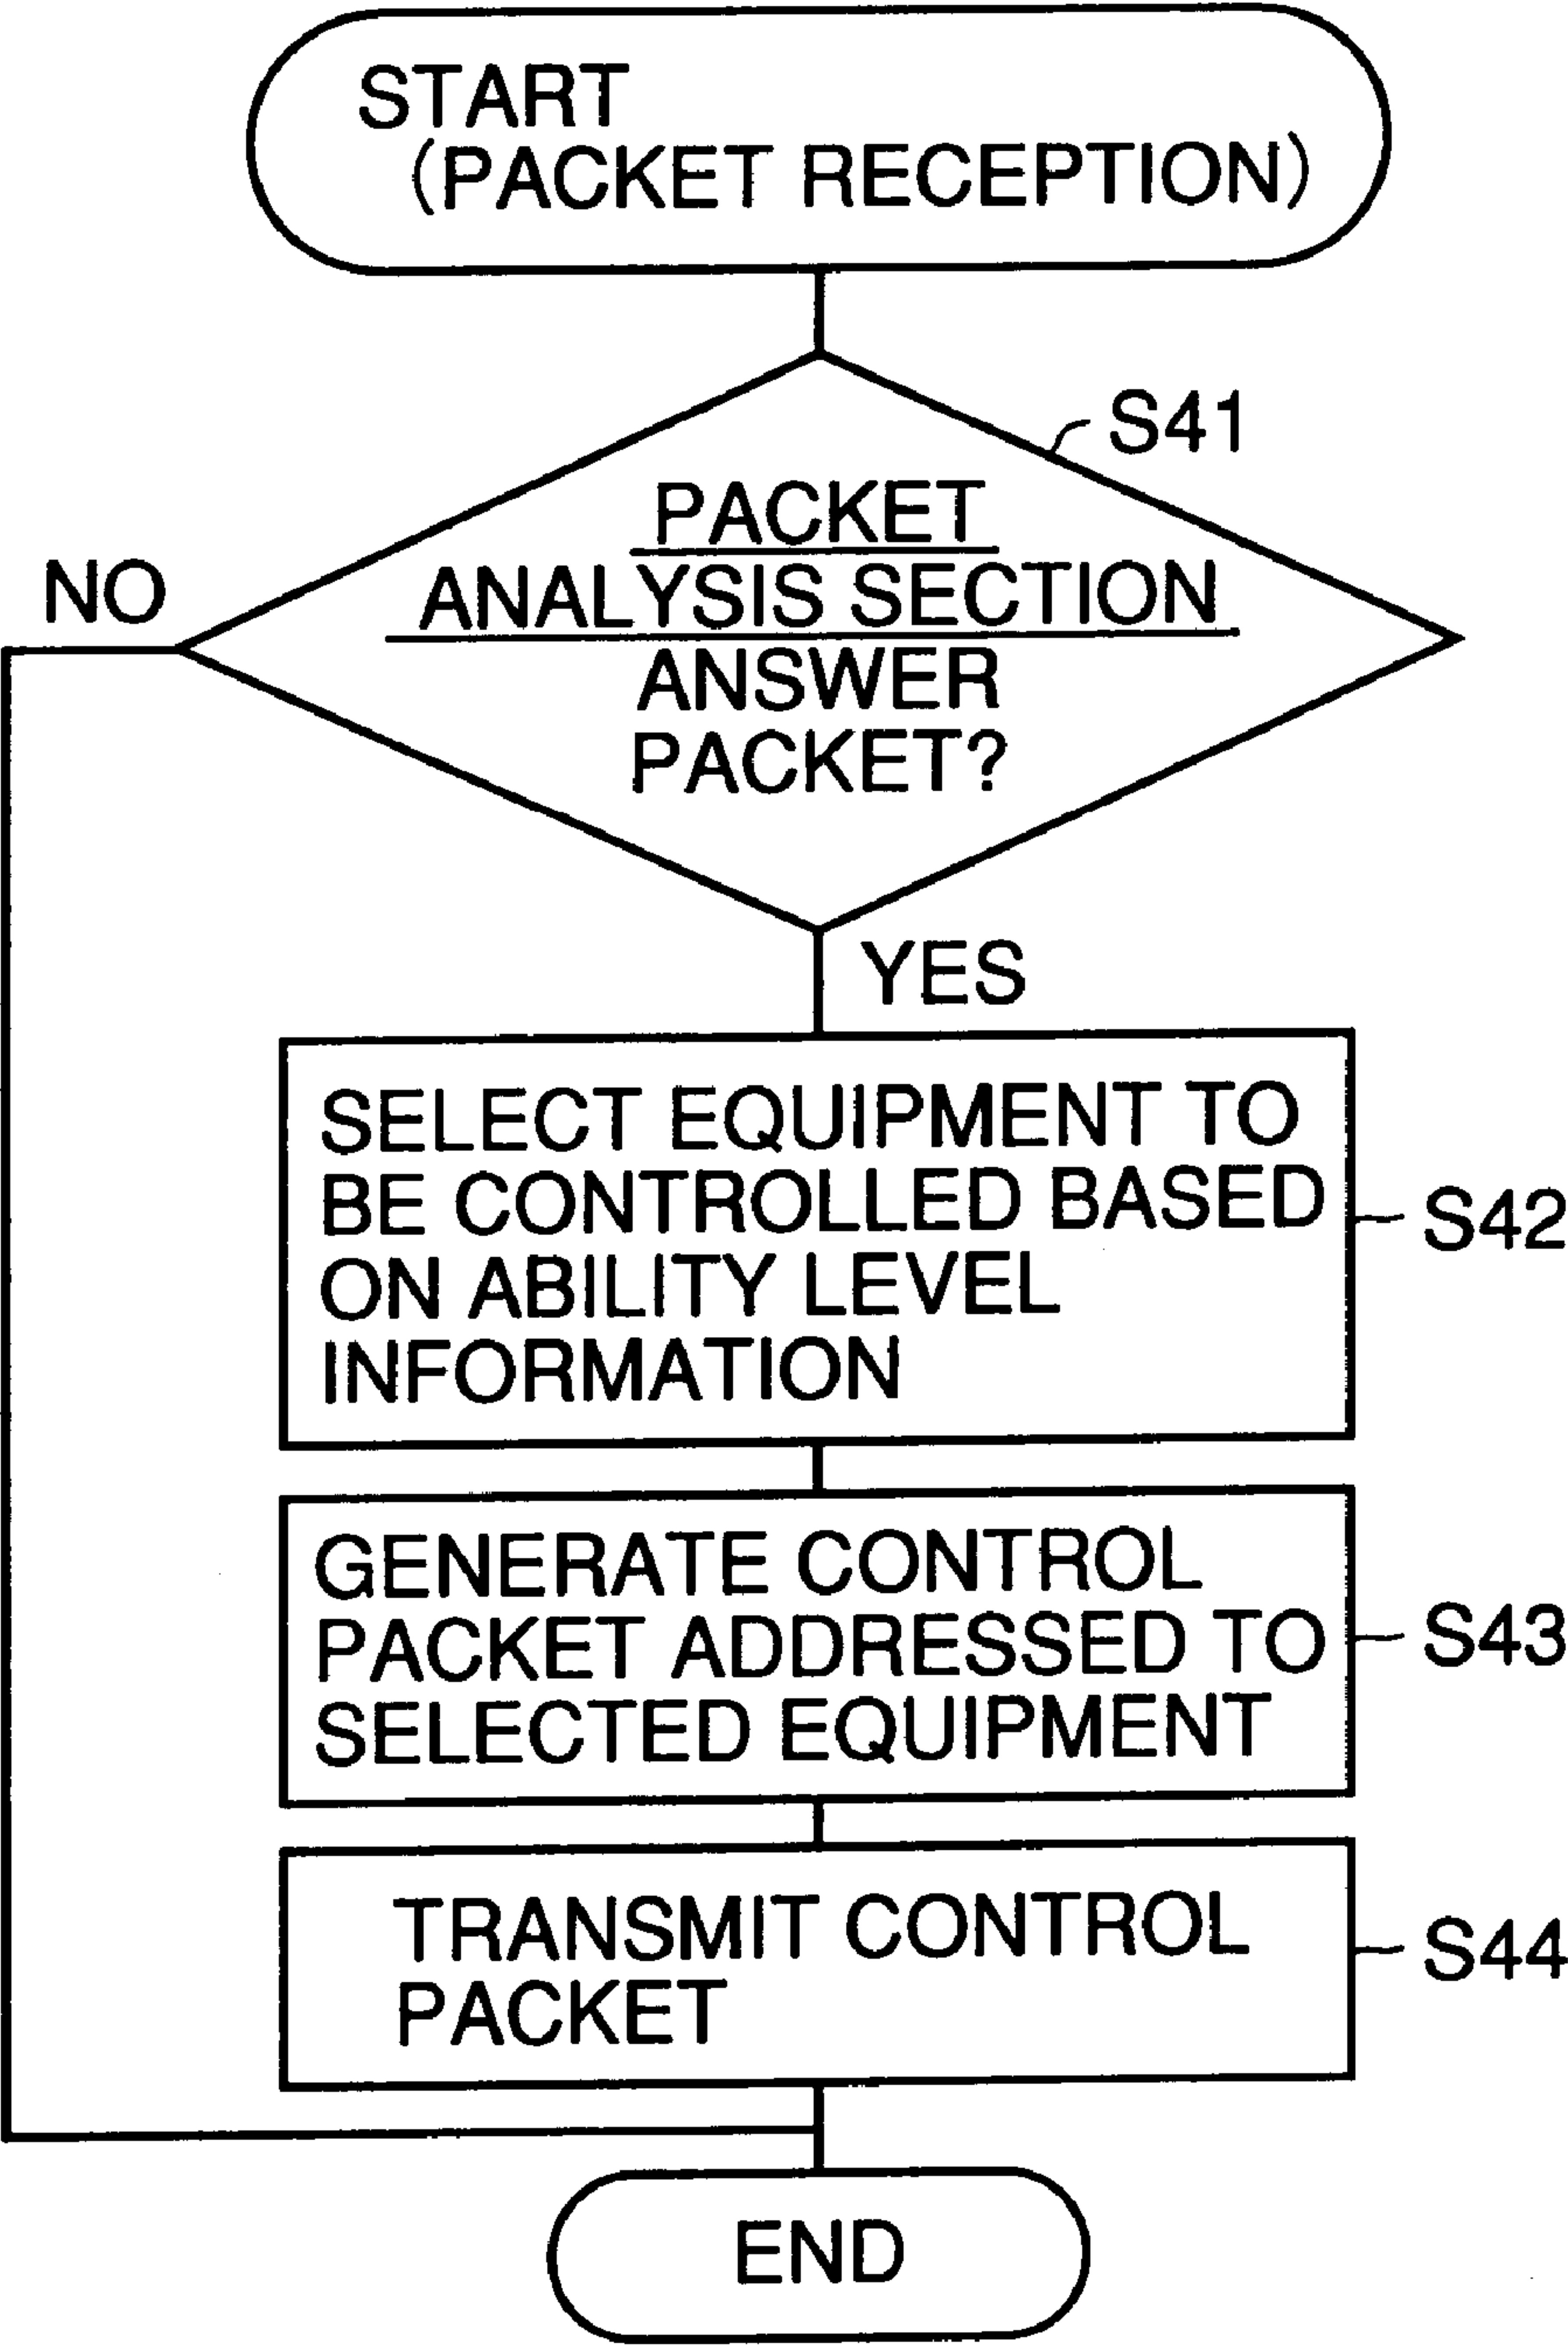 START
(PACKET RECEPTION)
S41
PACKET
ANALYSIS SECTION
ANSWER
PACKET?
NO
YES
SELECT EQUIPMENT TO
BE CONTROLLED BASED
ON ABILITY LEVEL
INFORMATION
S42
GENERATE CONTROL
PACKET ADDRESSED TO
SELECTED EQUIPMENT
S43
TRANSMIT CONTROL
PACKET
S44
END